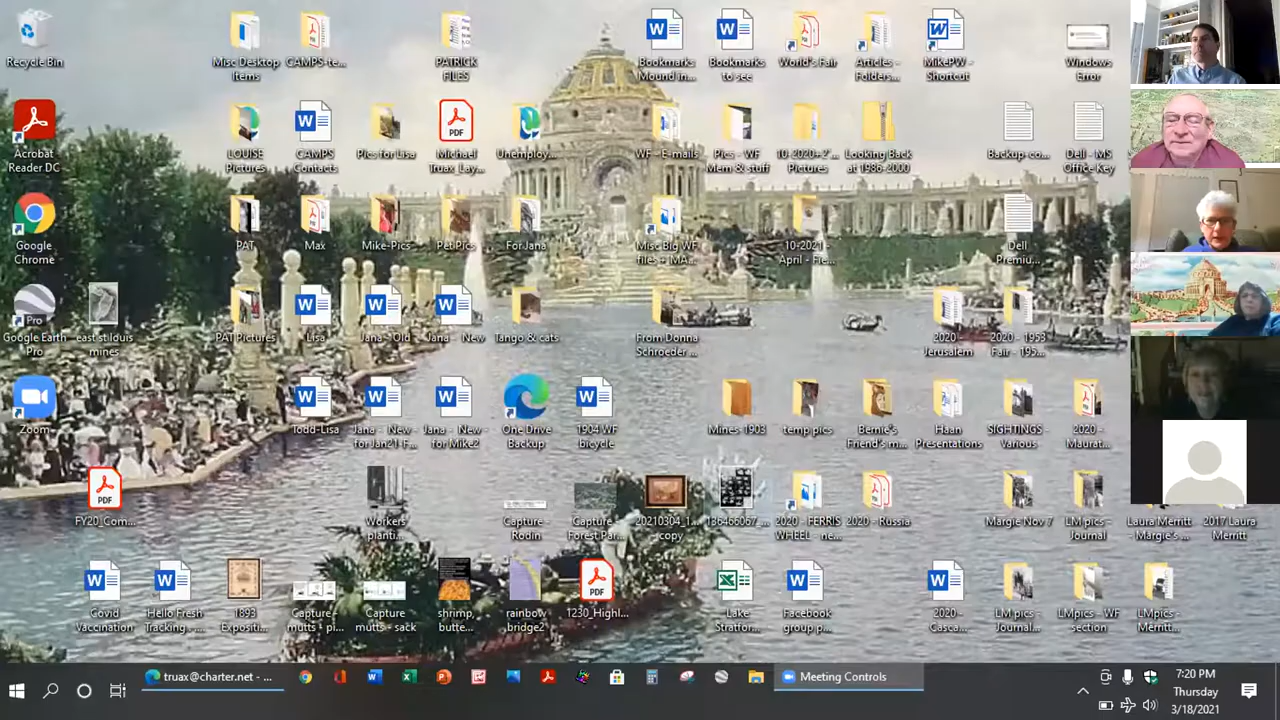 Recycle Bin
Misc Desktop
Items
CAMPS-te...
PATRICK
FILES
Bookmarks
Mound in...
Bookmarks
to see
World's Fair
Articles -
Folders...
MikePW -
Shortcut
Windows
Error
Acrobat
Reader DC
LOUISE
Pictures
CAMPS
Contacts
Pics for Lisa
PDF
Michael
Truax_Lay...
Unemploy...
WF - E-mails
Pics - WF
Mem & stuff
10-2020+2'...
Pictures
Looking Back
at 1986-2000
Backup-co...
Dell - MS
Office Key
Google
Chrome
PAT
Max
Mike-Pics
Pet Pics
For Jana
Misc Big WF
files + 'MA...
10-2021 -
April - Fie...
Dell
Premiu...
Pro
Google Earth
Pro
east st louis
mines
PAT Pictures
Lisa
Jana - Old
Jana - New
Tango & cats
From Donna
Schroeder ...
2020 -
Jerusalem
2020 - 1953
Fair - 195...
Zoom
Todd-Lisa
Jana - New -
for Jan21 F...
Jana - New -
for Mike2
One Drive
Backup
1904 WF
bicycle
Mines-1903
temp pics
Bernie's
Friend's m...
Haan
Presentations
SIGHTINGS -
Various
2020 -
Maurat...
PDF
FY20_Com...
Workers
planti...
Capture -
Rodin
Capture -
Forest Par...
20210304_1...
- copy
136466067_...
2020 - FERRIS
WHEEL - ne...
2020 - Russia
Margie Nov 7
LM pics -
Journal
Laura Merritt
- Margie's ...
2017 Laura
Merritt
Covid
Vaccination
Hello Fresh
Tracking -...
1893
Expositi...
Capture -
mutts - pi...
Capture
mutts - sack
shrimp,
butte...
rainbow
bridge2
PDF
1230_Highl...
Lake
Stratfor...
Facebook
group p...
2020 -
Casca...
LM pics -
Journal...
LMpics - WF
section
LMpics -
Merritt...
truax@charter.net - ...
Meeting Controls
7:20 PM
Thursday
3/18/2021